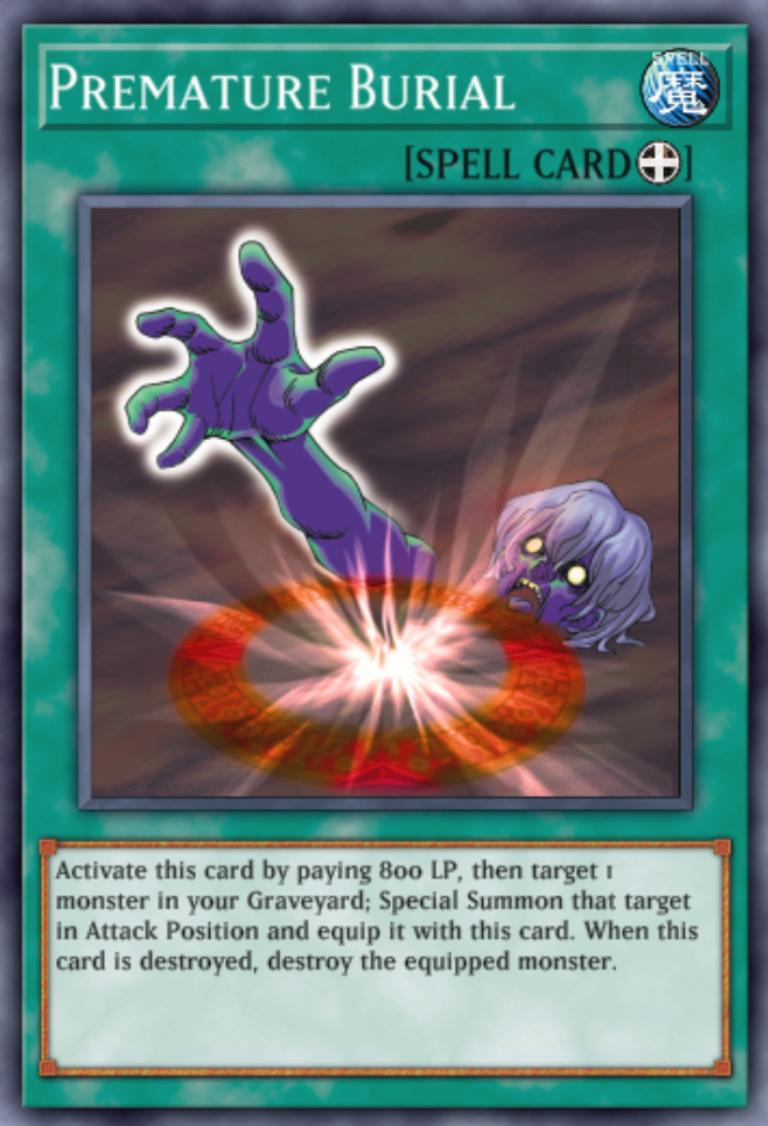 PREMATURE BURIAL
SPELL
魔
[SPELL CARD]
Activate this card by paying 800 LP, then target 1
monster in your Graveyard; Special Summon that target
in Attack Position and equip it with this card. When this
card is destroyed, destroy the equipped monster.